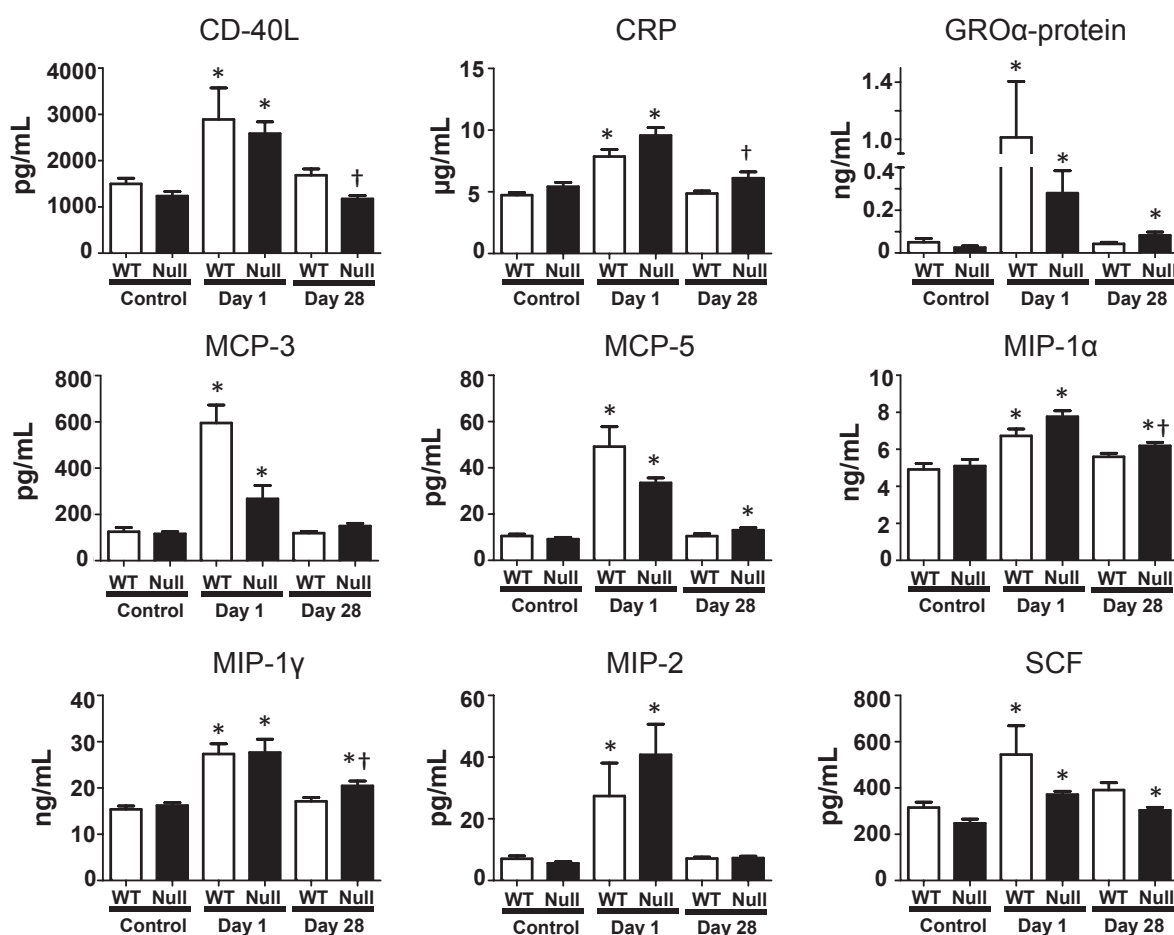 CD-40L
pg/mL
4000
3000
2000
1000
0
* * †
WT Null WT Null WT Null
Control Day 1 Day 28
CRP
µg/mL
15
10
5
0
* * †
WT Null WT Null WT Null
Control Day 1 Day 28
GROα-protein
ng/mL
1.4
1.0
0.4
0.2
0
* * *
WT Null WT Null WT Null
Control Day 1 Day 28
MCP-3
pg/mL
800
600
400
200
0
* *
WT Null WT Null WT Null
Control Day 1 Day 28
MCP-5
pg/mL
80
60
40
20
0
* * *
WT Null WT Null WT Null
Control Day 1 Day 28
MIP-1α
ng/mL
10
8
6
4
2
0
* * *†
WT Null WT Null WT Null
Control Day 1 Day 28
MIP-1γ
ng/mL
40
30
20
10
0
* * *†
WT Null WT Null WT Null
Control Day 1 Day 28
MIP-2
pg/mL
60
40
20
0
* *
WT Null WT Null WT Null
Control Day 1 Day 28
SCF
pg/mL
800
600
400
200
0
* * *
WT Null WT Null WT Null
Control Day 1 Day 28